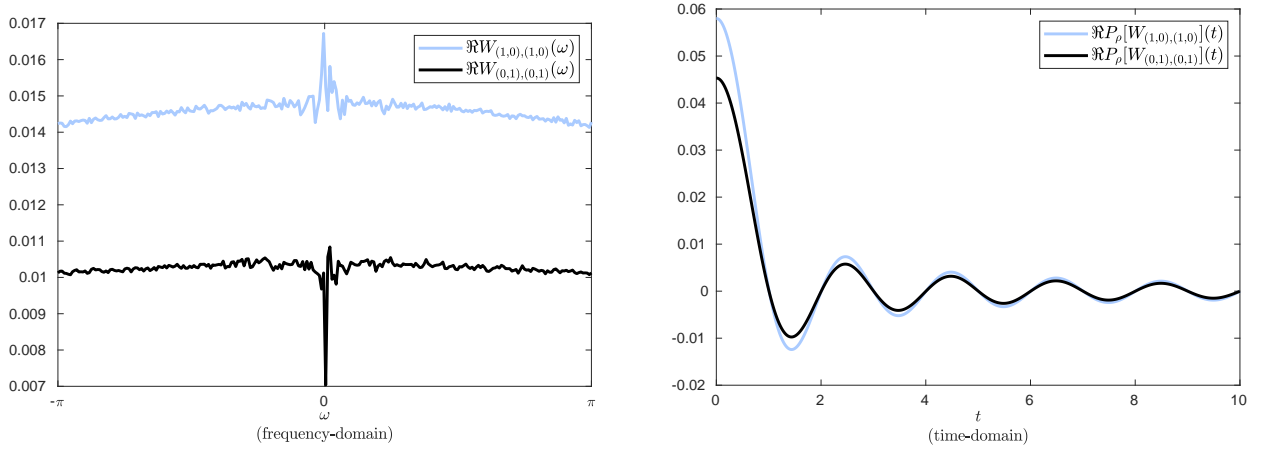 0.017
0.016
0.015
0.014
0.013
0.012
0.011
0.01
0.009
0.008
0.007
ℜW₍₁,₀₎,₍₁,₀₎(ω)
ℜW₍₀,₁₎,₍₀,₁₎(ω)
-π 0 π
ω
(frequency-domain)
0.06
0.05
0.04
0.03
0.02
0.01
0
-0.01
-0.02
ℜPρ[W₍₁,₀₎,₍₁,₀₎](t)
ℜPρ[W₍₀,₁₎,₍₀,₁₎](t)
0 2 4 6 8 10
t
(time-domain)